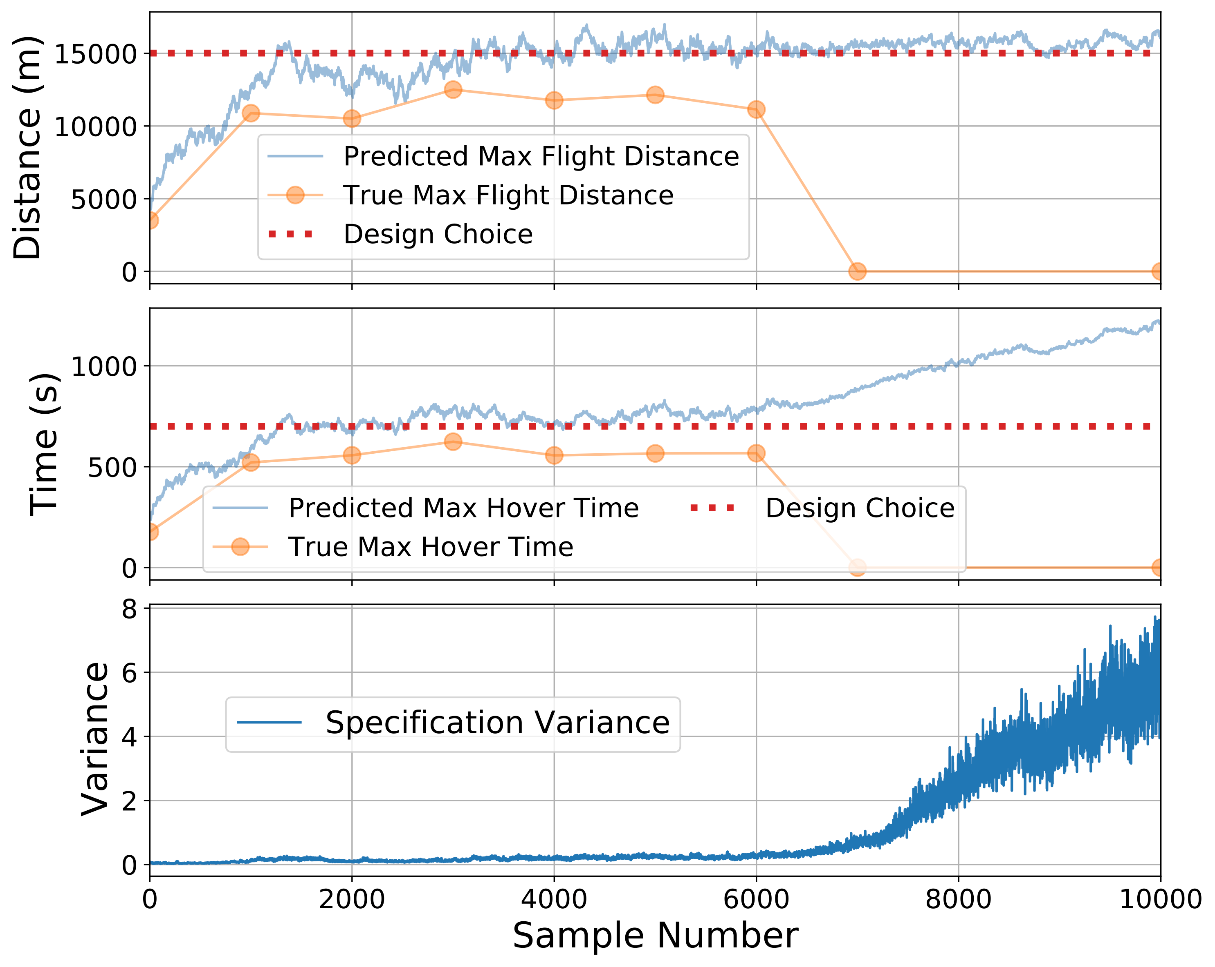 15000
10000
5000
0
Distance (m)
Predicted Max Flight Distance
True Max Flight Distance
Design Choice
1000
500
0
Time (s)
Predicted Max Hover Time
True Max Hover Time
Design Choice
8
6
4
2
0
Variance
Specification Variance
0 2000 4000 6000 8000 10000
Sample Number